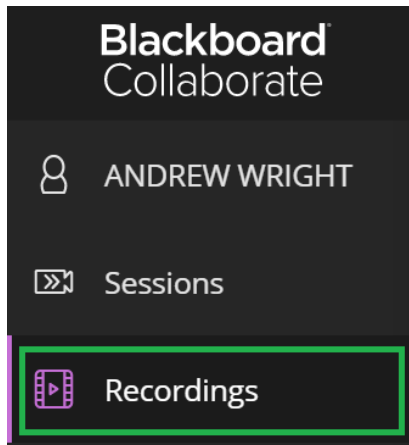 Blackboard
Collaborate
ANDREW WRIGHT
Sessions
Recordings